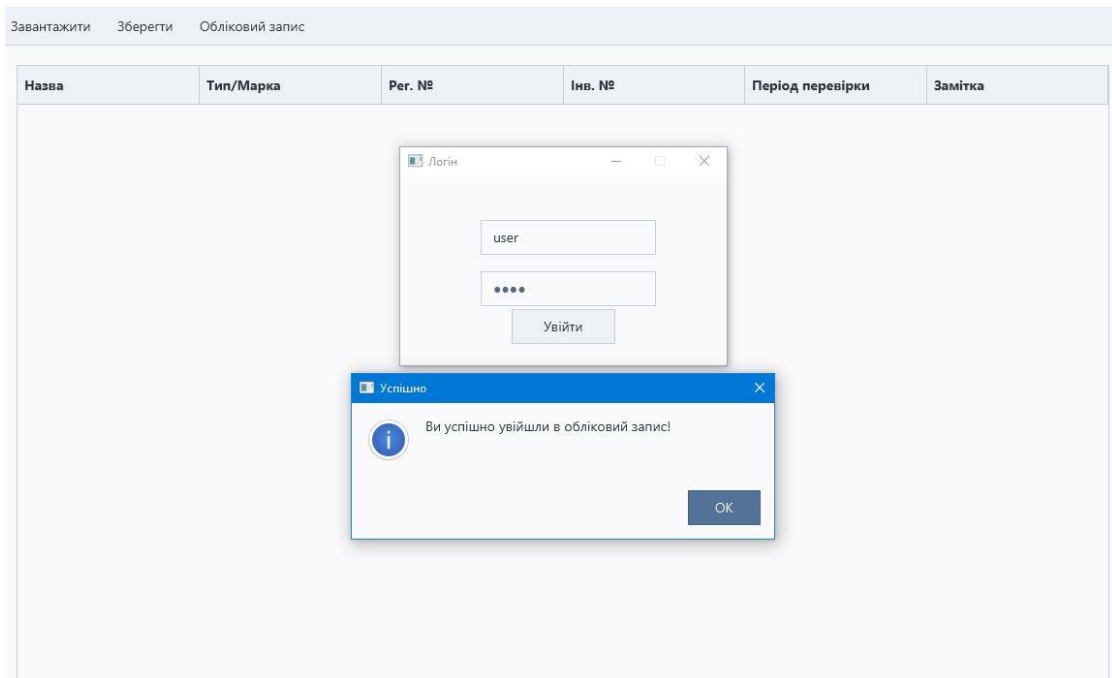 Завантажити Зберегти Обліковий запис
Назва Тип/Марка Рег. № Інв. № Період перевірки Замітка
Логін
user
••••
Увійти
Успішно
Ви успішно увійшли в обліковий запис!
OK